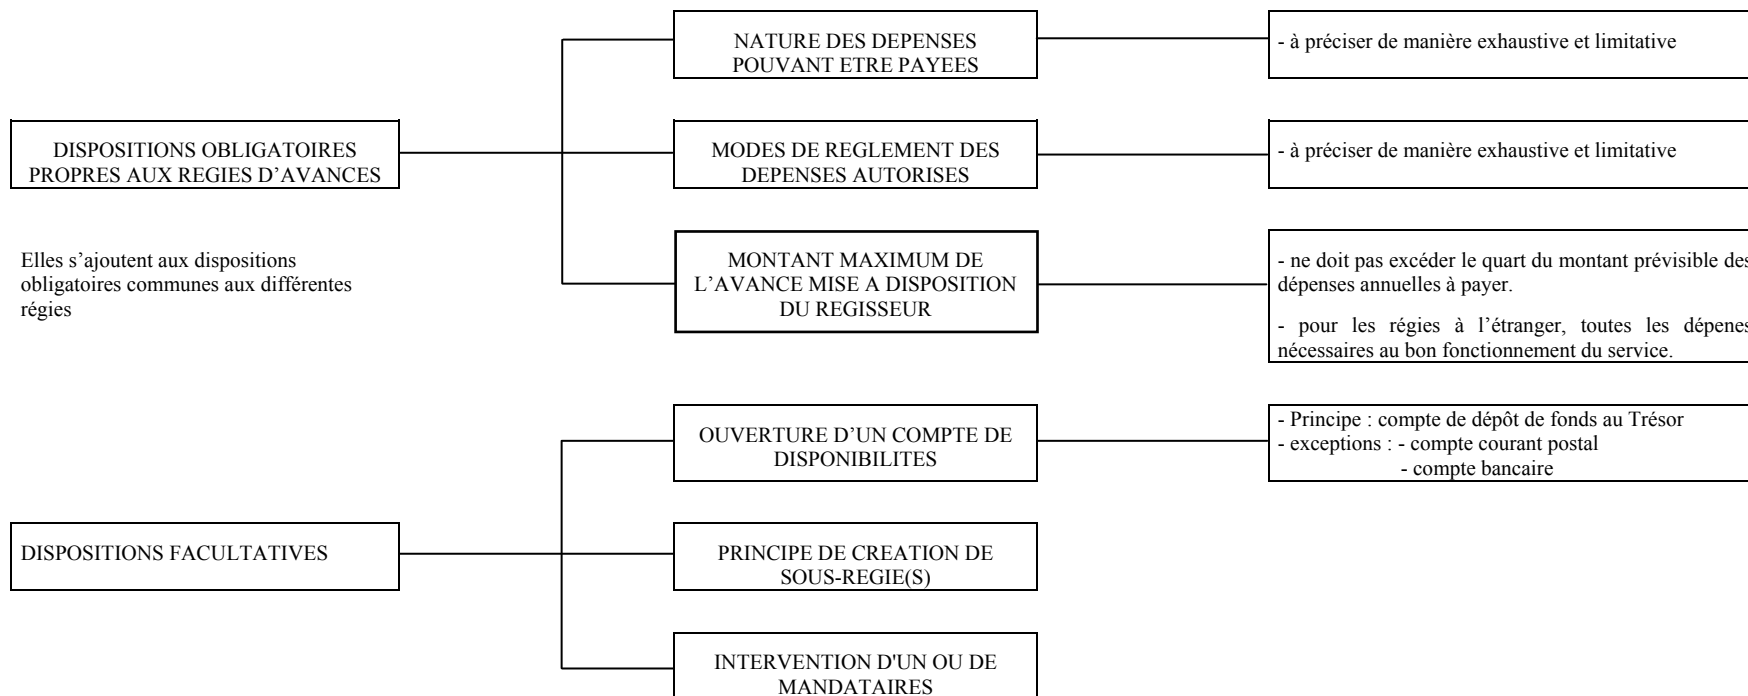 NATURE DES DEPENSES
POUVANT ETRE PAYEES
- à préciser de manière exhaustive et limitative
DISPOSITIONS OBLIGATOIRES
PROPRES AUX REGIES D'AVANCES
MODES DE REGLEMENT DES
DEPENSES AUTORISES
- à préciser de manière exhaustive et limitative
Elles s'ajoutent aux dispositions
obligatoires communes aux différentes
régies
MONTANT MAXIMUM DE
L'AVANCE MISE A DISPOSITION
DU REGISSEUR
- ne doit pas excéder le quart du montant prévisible des
dépenses annuelles à payer.
- pour les régies à l'étranger, toutes les dépenes
nécessaires au bon fonctionnement du service.
OUVERTURE D'UN COMPTE DE
DISPONIBILITES
- Principe : compte de dépôt de fonds au Trésor
- exceptions : - compte courant postal
- compte bancaire
DISPOSITIONS FACULTATIVES
PRINCIPE DE CREATION DE
SOUS-REGIE(S)
INTERVENTION D'UN OU DE
MANDATAIRES